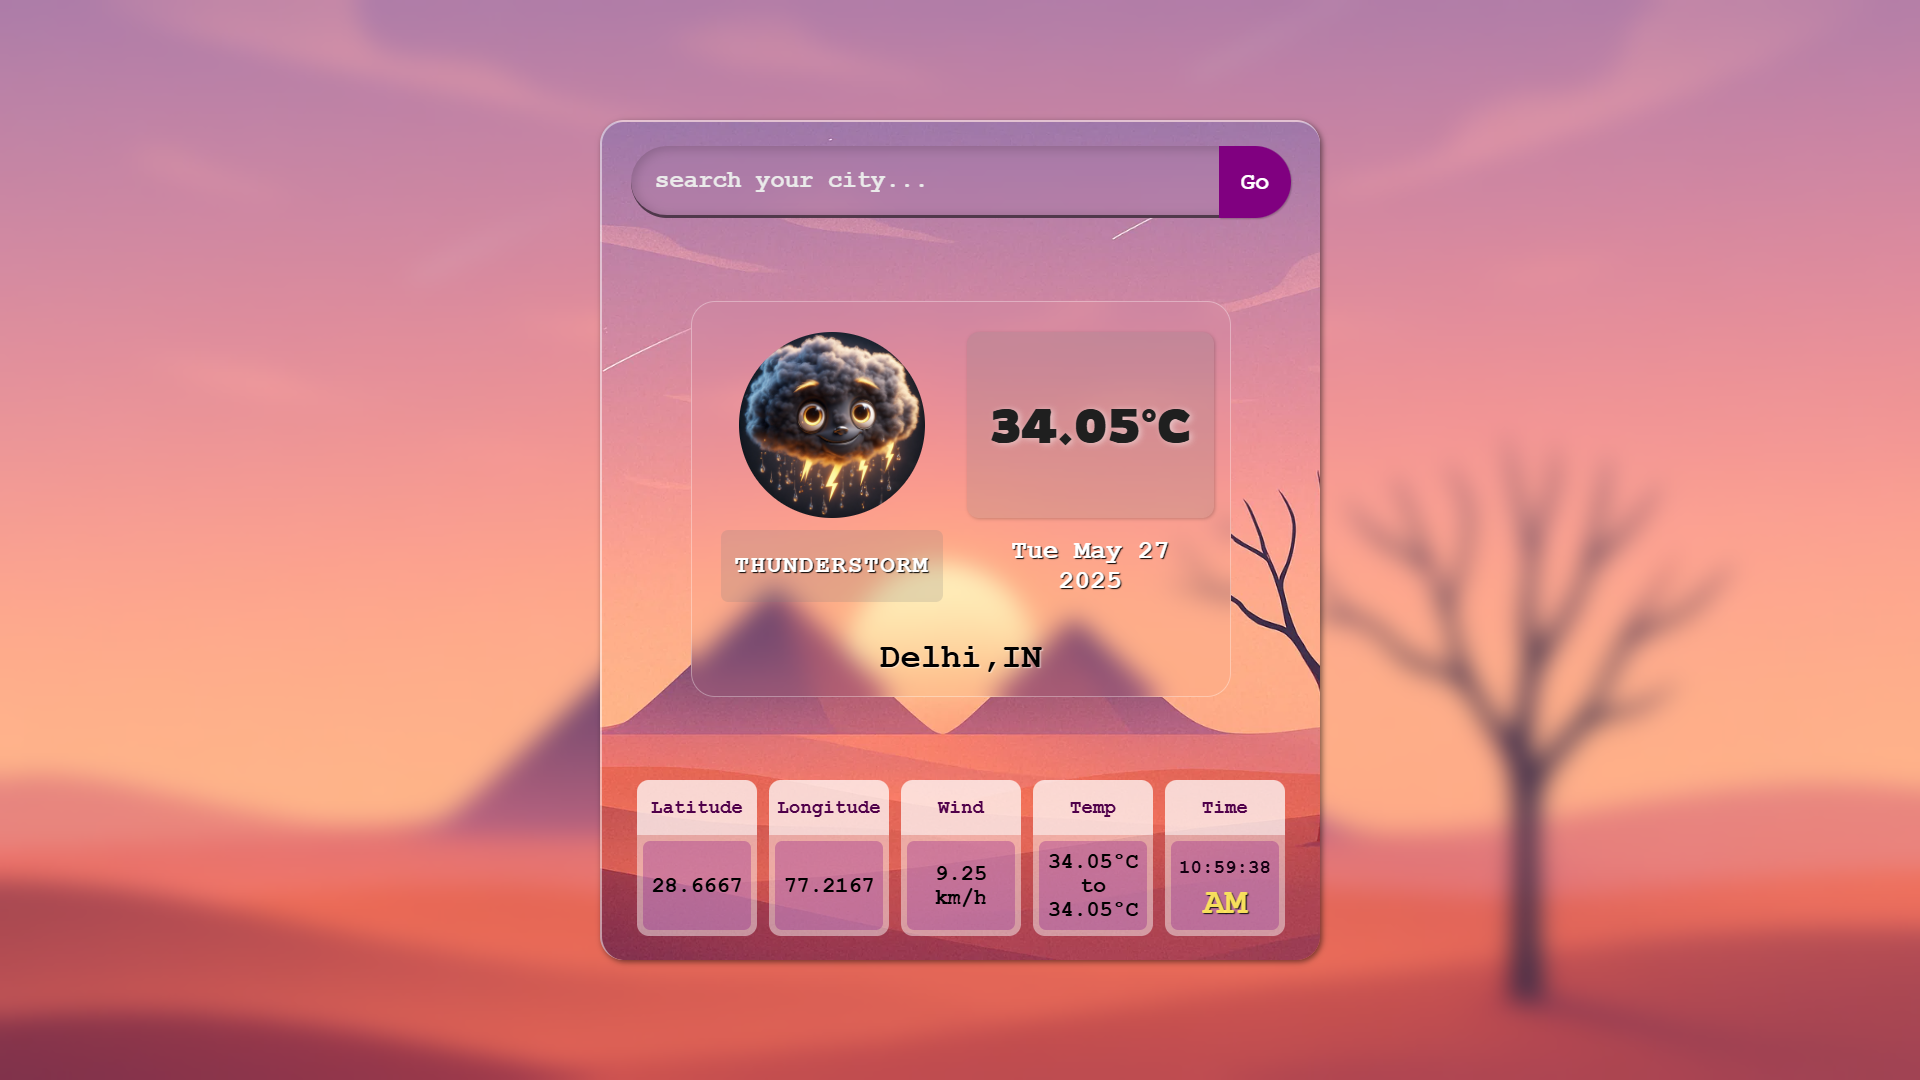 search your city...
Go
34.05°C
THUNDERSTORM
Tue May 27
2025
Delhi,IN
Latitude
28.6667
Longitude
77.2167
Wind
9.25
km/h
Temp
34.05°C
to
34.05°C
Time
10:59:38
AM